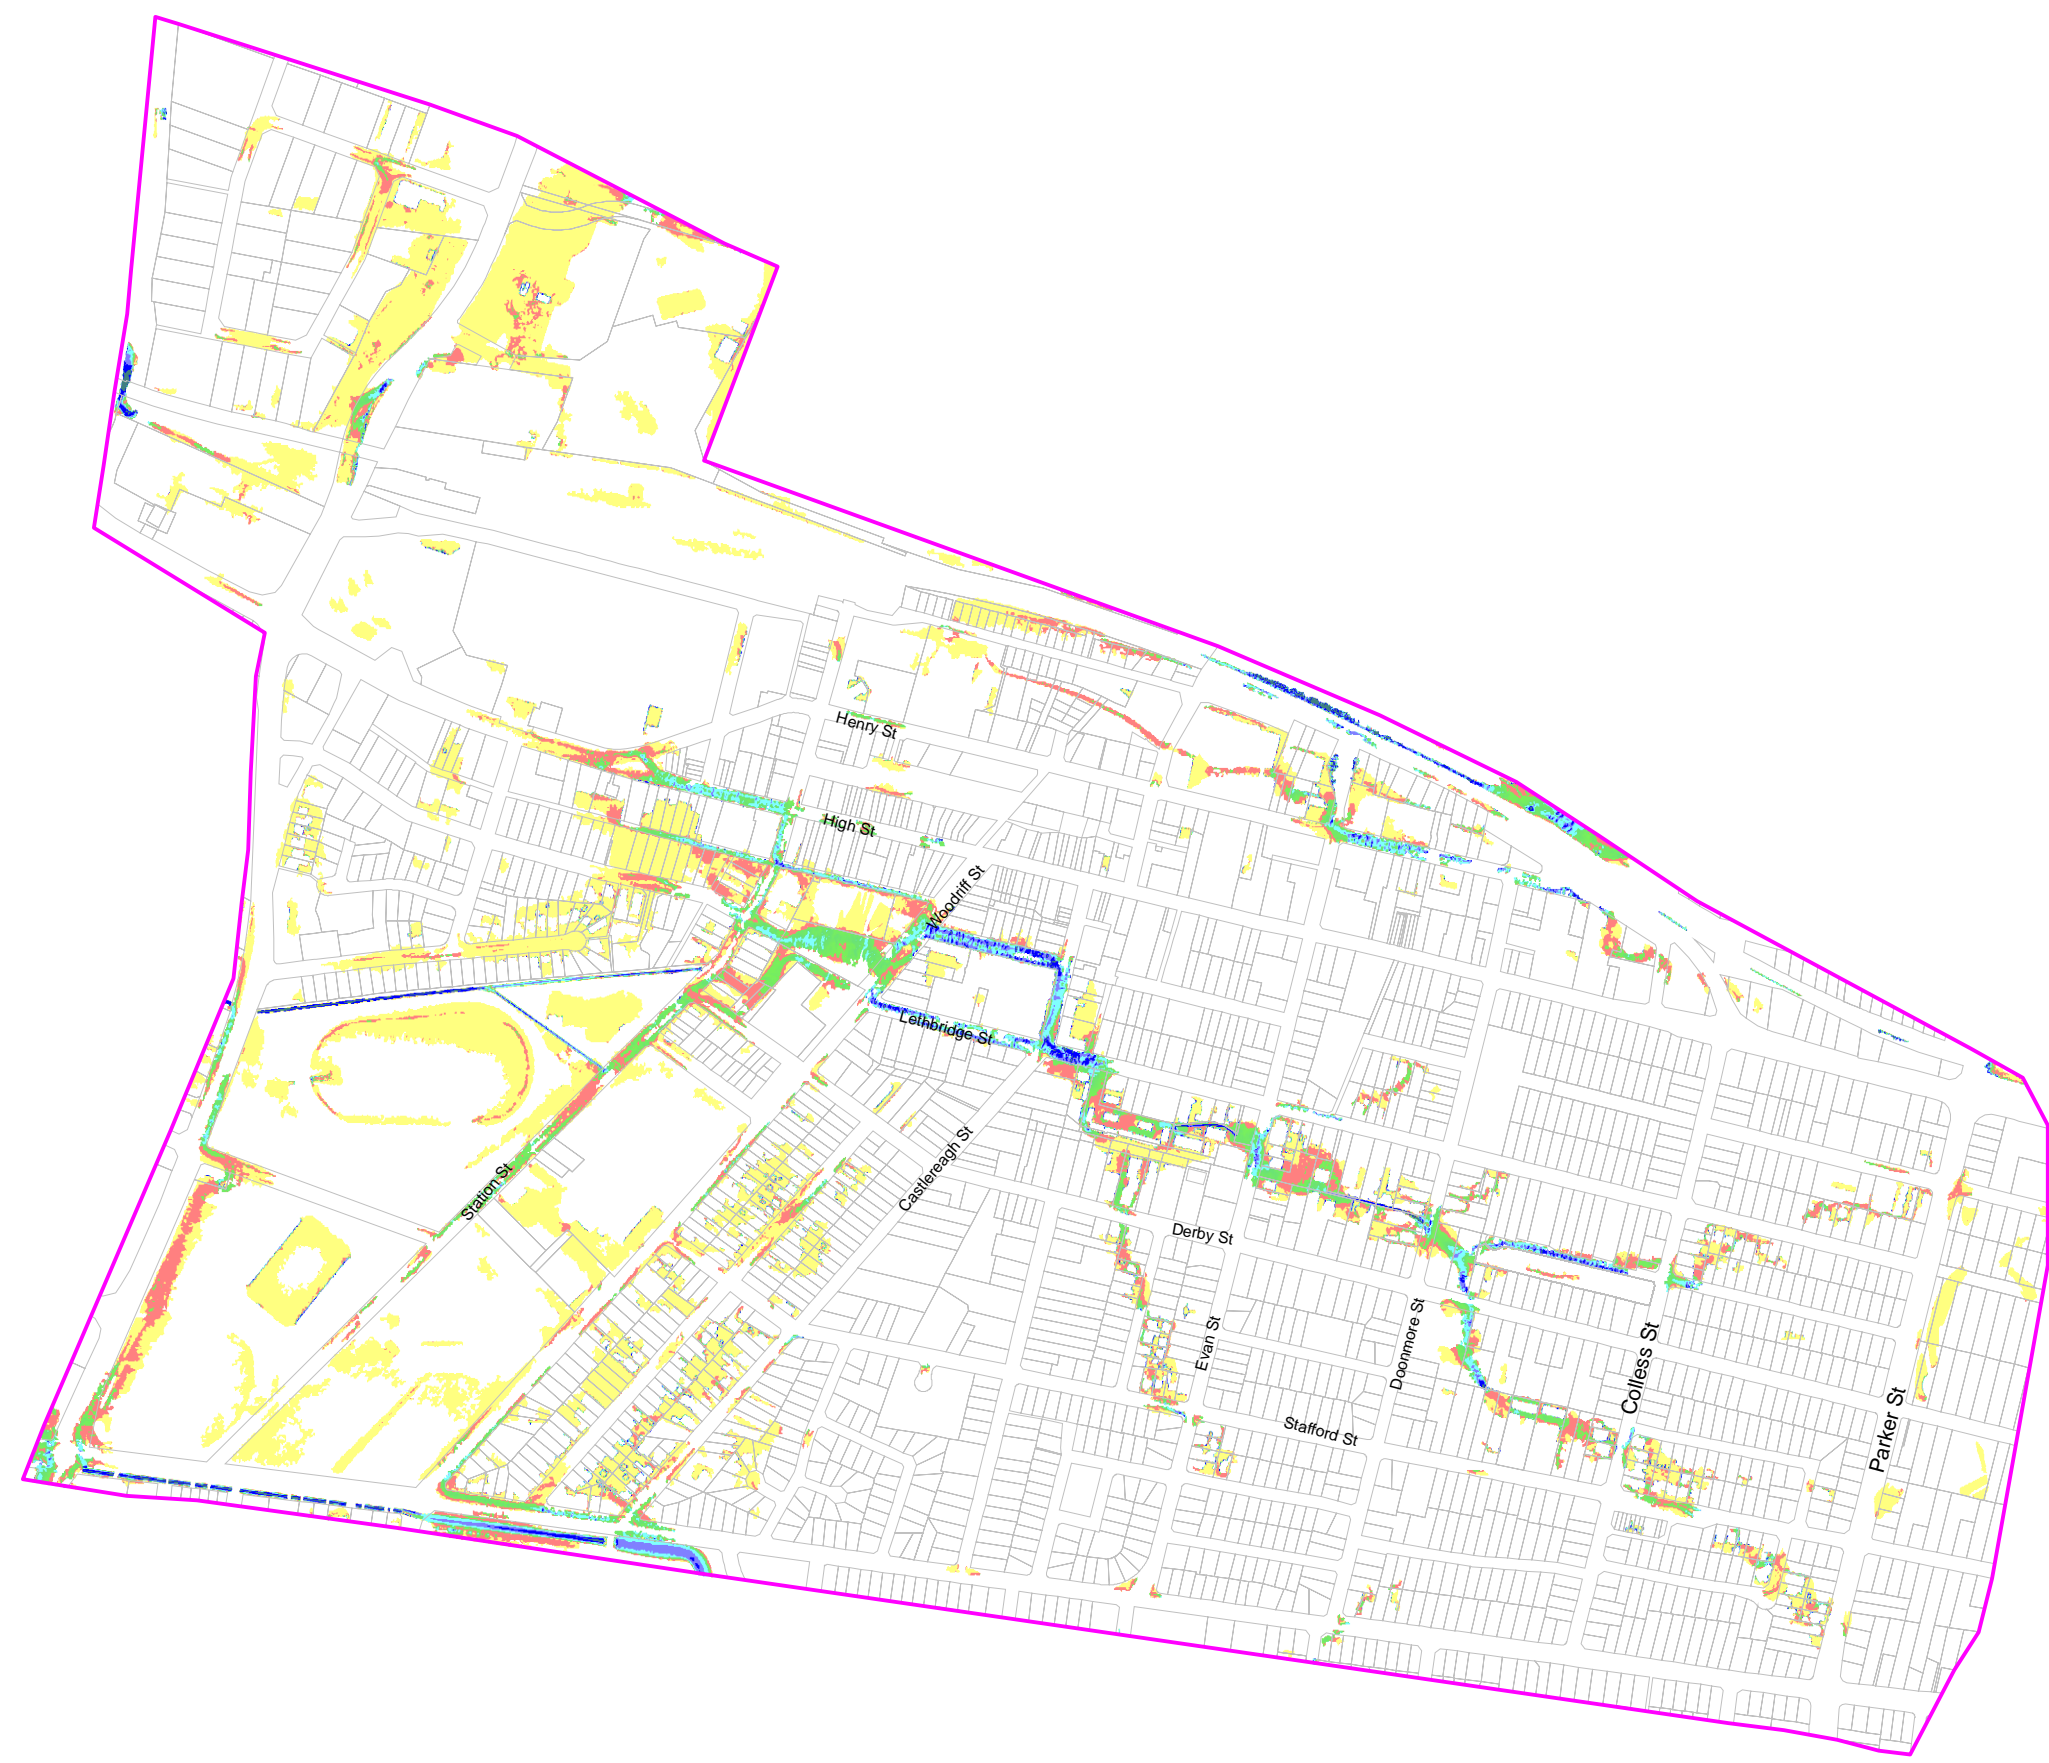 Henry St
High St
Woodriff St
Lethbridge St
Castlereagh St
Station St
Derby St
Evan St
Doonmore St
Colless St
Stafford St
Parker St